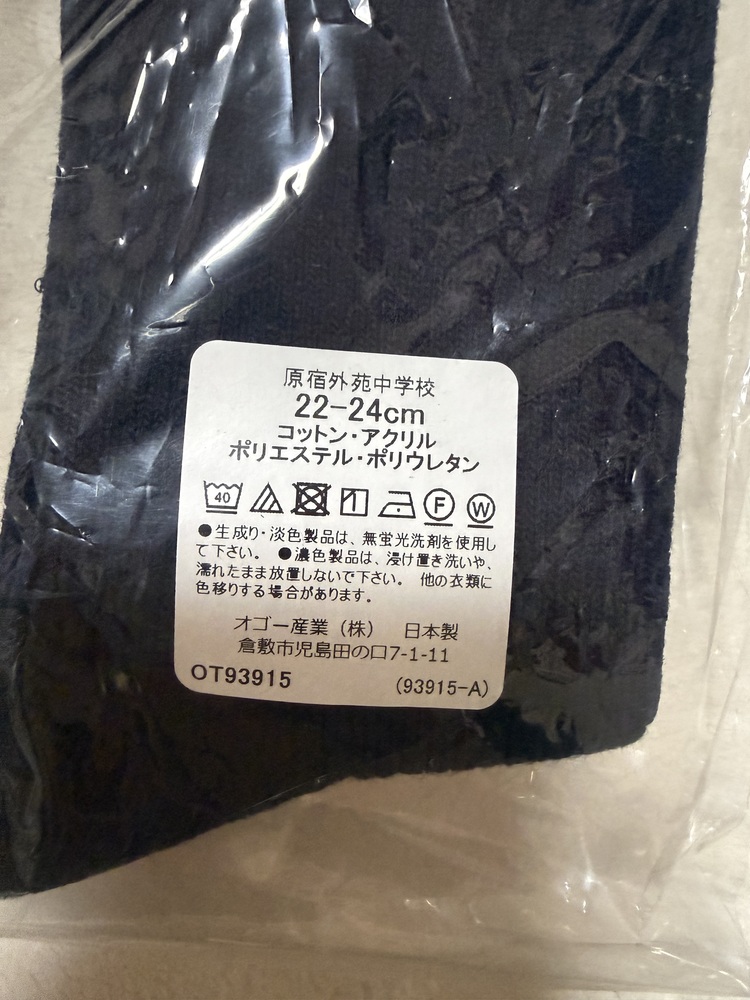 原宿外苑中学校
22-24cm
コットン・アクリル
ポリエステル・ポリウレタン
40 F W
●生成り・淡色製品は、無蛍光洗剤を使用し
て下さい。 ●濃色製品は、浸け置き洗いや、
濡れたまま放置しないで下さい。 他の衣類に
色移りする場合があります。
オゴー産業（株） 日本製
倉敷市児島田の口7-1-11
OT93915 (93915-A)